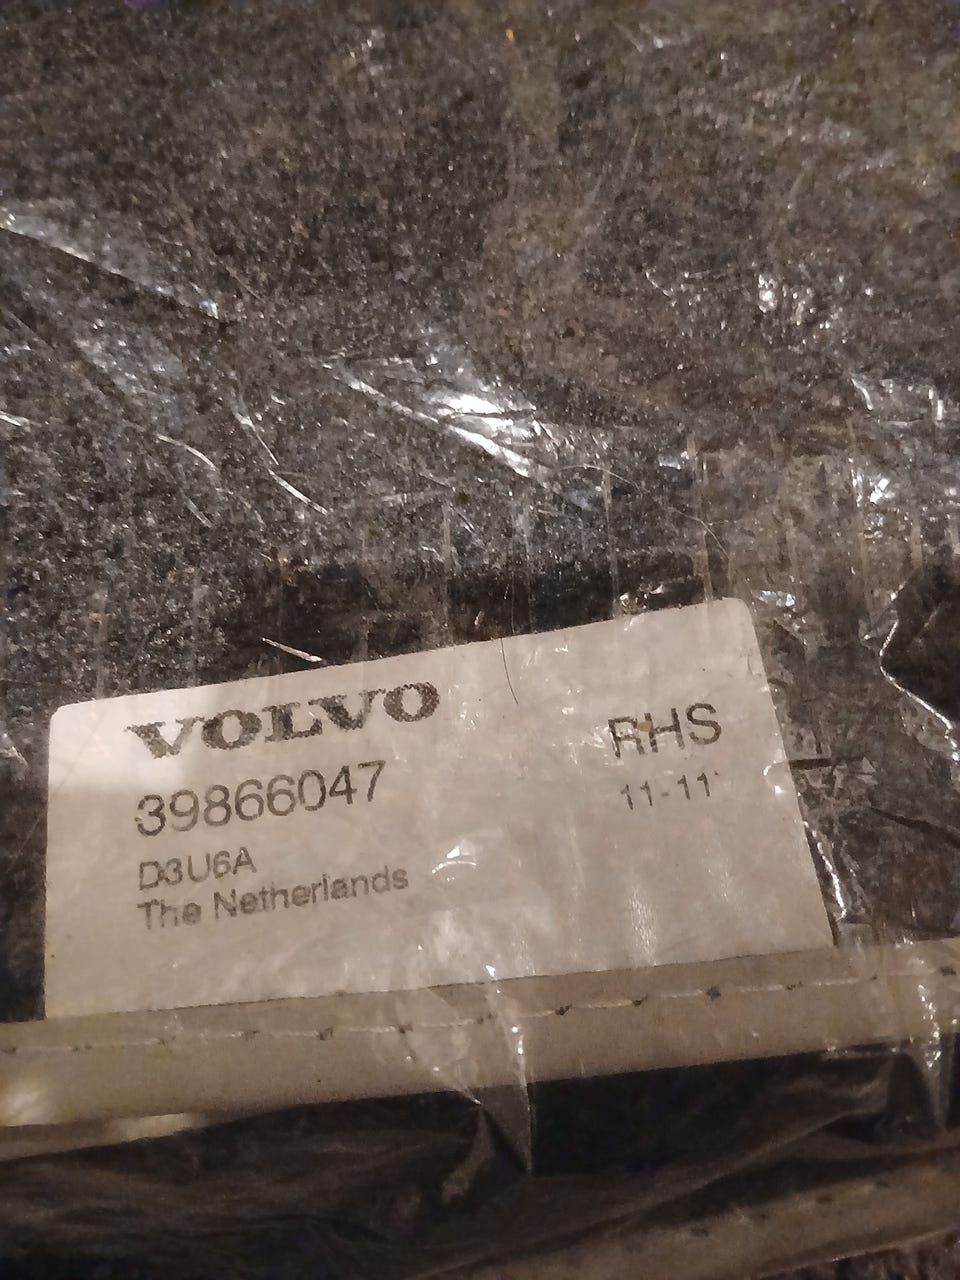 VOLVO
39866047
D3U6A
The Netherlands
RHS
11-11